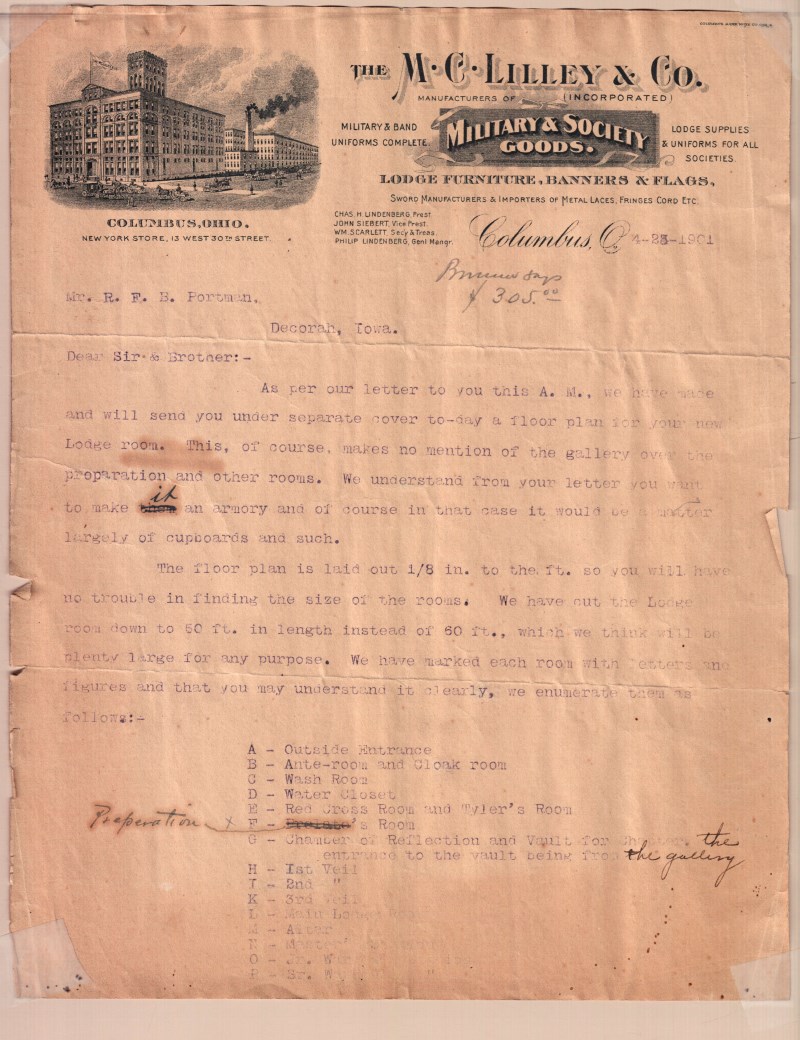 THE M.C. LILLEY & CO.
MANUFACTURERS OF (INCORPORATED)
MILITARY & BAND
UNIFORMS COMPLETE.
MILITARY & SOCIETY
GOODS.
LODGE SUPPLIES
& UNIFORMS FOR ALL
SOCIETIES.
LODGE FURNITURE, BANNERS & FLAGS,
SWORD MANUFACTURERS & IMPORTERS OF METAL LACES, FRINGES CORD ETC.
COLUMBUS, OHIO.
NEW YORK STORE, 13 WEST 30TH STREET.
CHAS. H. LINDENBERG, Prest.
JOHN SIEBERT, Vice Prest.
WM. SCARLETT, Secy & Treas.
PHILIP LINDENBERG, Genl Mangr.
Columbus, O. 4-23-1901
says
$ 305.00
Mr. R. F. B. Portman,
Decorah, Iowa.
Dear Sir & Brother:-
As per our letter to you this A. M., we have made
and will send you under separate cover to-day a floor plan for your new
Lodge room. This, of course, makes no mention of the gallery over the
preparation and other rooms. We understand from your letter you want
to make it an armory and of course in that case it would be a matter
largely of cupboards and such.
The floor plan is laid out 1/8 in. to the ft. so you will have
no trouble in finding the size of the rooms. We have cut the Lodge
room down to 50 ft. in length instead of 60 ft., which we think will be
plenty large for any purpose. We have marked each room with letters and
figures and that you may understand it clearly, we enumerate them as
follows:-
A - Outside Entrance
B - Ante-room and Cloak room
C - Wash Room
D - Water Closet
E - Red Cross Room and Tyler's Room
Preparation x F - 's Room
G - Chamber of Reflection and Vault for Chapter, the
entrance to the vault being from the gallery
H - 1st Veil
I - 2nd "
K - 3rd Veil
L - Main Lodge
M - Alter
N - Master's
O - Jr.
P - Sr. "